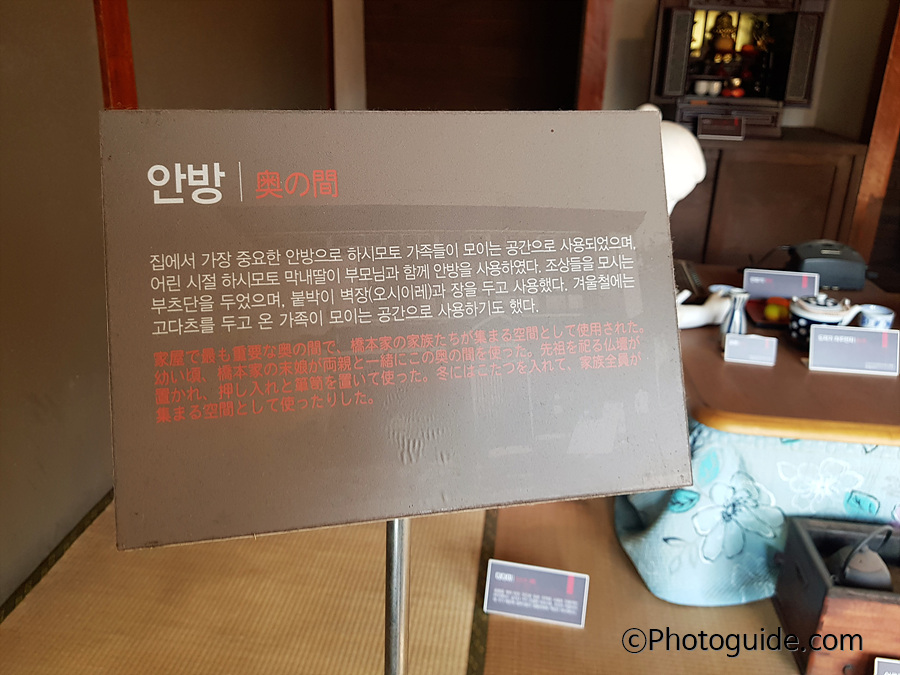 안방 | 奥の間
집에서 가장 중요한 안방으로 하시모토 가족들이 모이는 공간으로 사용되었으며,
어린 시절 하시모토 막내딸이 부모님과 함께 안방을 사용하였다. 조상들을 모시는
부츠단을 두었으며, 붙박이 벽장(오시이레)과 장을 두고 사용했다. 겨울철에는
고다츠를 두고 온 가족이 모이는 공간으로 사용하기도 했다.
家屋で最も重要な奥の間で、橋本家の家族たちが集まる空間として使用された。
幼い頃、橋本家の末娘が両親と一緒にこの奥の間を使った。先祖を祀る仏壇が
置かれ、押し入れと箪笥を置いて使った。冬にはこたつを入れて、家族全員が
集まる空間として使ったりした。
©Photoguide.com